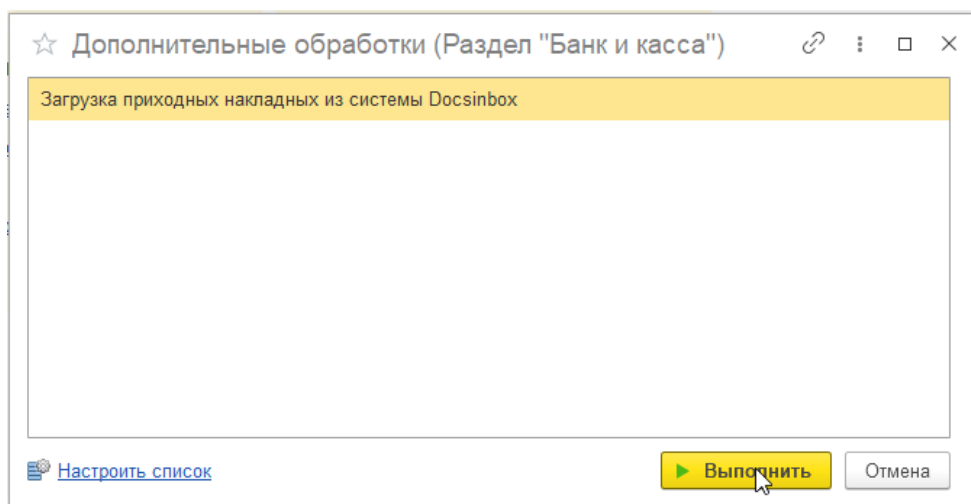 Дополнительные обработки (Раздел "Банк и касса")
Загрузка приходных накладных из системы Docsinbox
Настроить список
Выполнить
Отмена